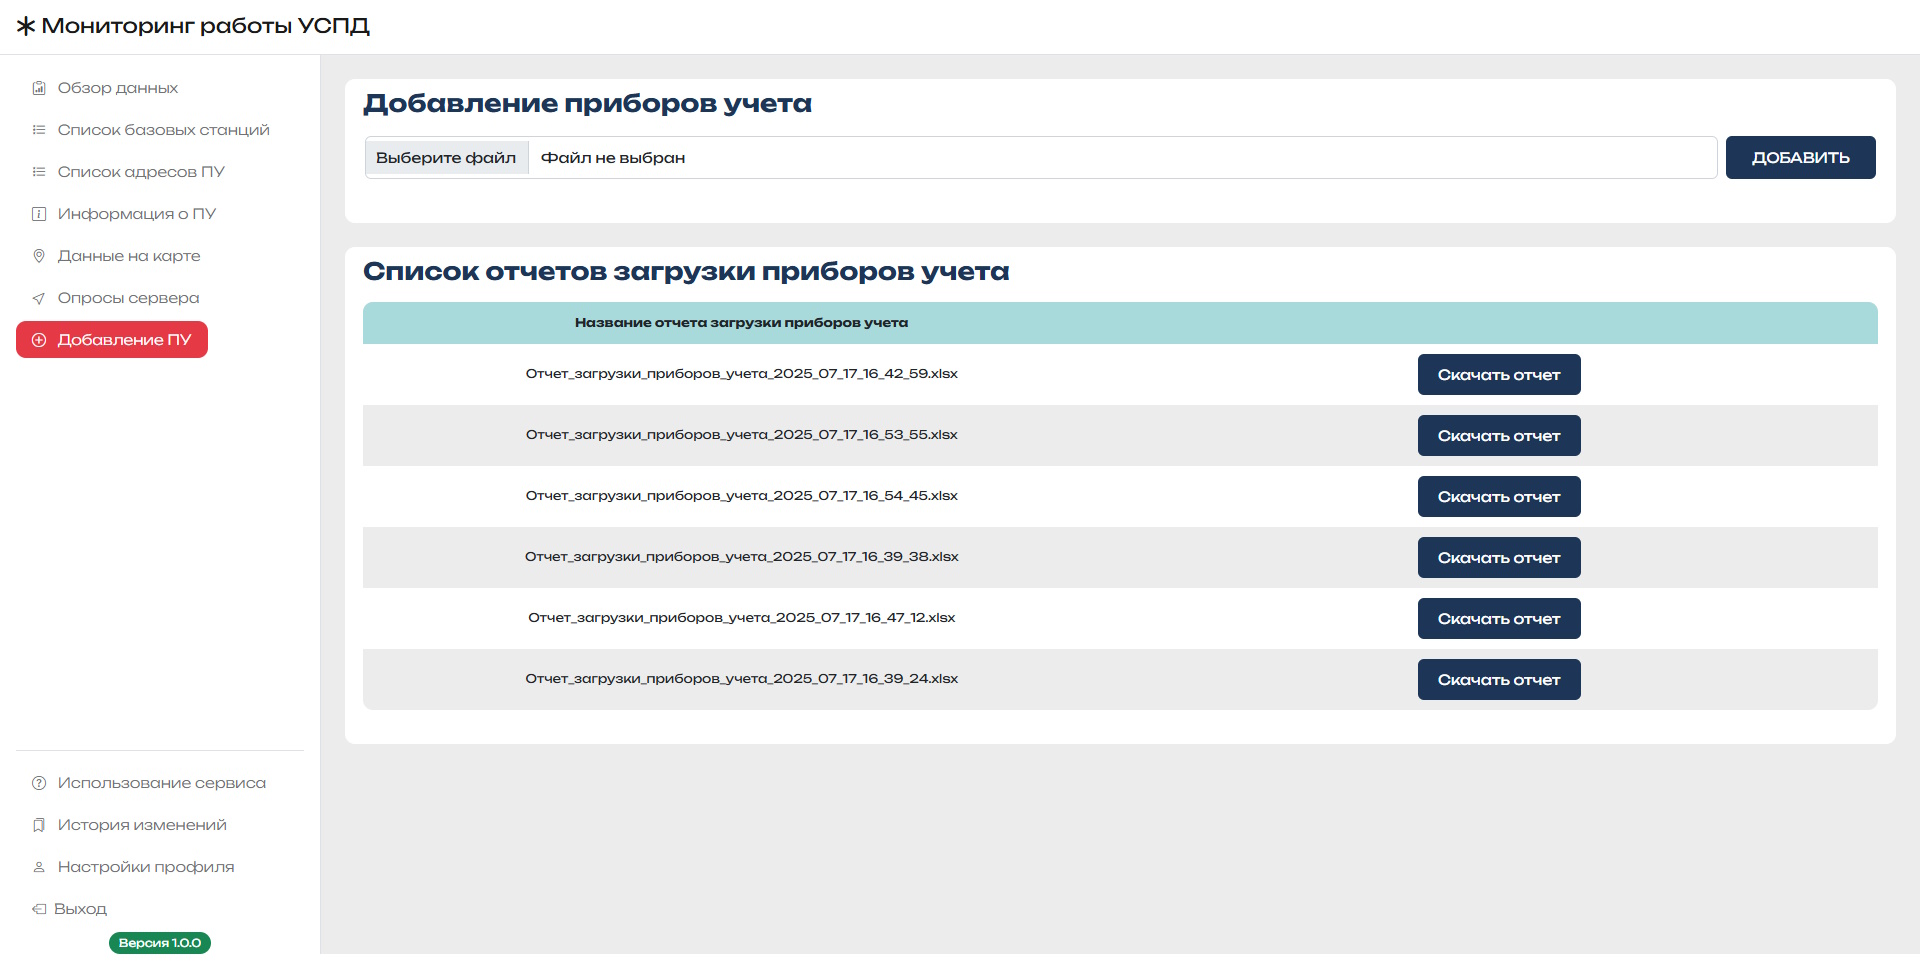 Мониторинг работы УСПД
Обзор данных
Список базовых станций
Список адресов ПУ
Информация о ПУ
Данные на карте
Опросы сервера
Добавление ПУ
Использование сервиса
История изменений
Настройки профиля
Выход
Версия 1.0.0
Добавление приборов учета
Выберите файл Файл не выбран ДОБАВИТЬ
Список отчетов загрузки приборов учета
Название отчета загрузки приборов учета
Отчет_загрузки_приборов_учета_2025_07_17_16_42_59.xlsx Скачать отчет
Отчет_загрузки_приборов_учета_2025_07_17_16_53_55.xlsx Скачать отчет
Отчет_загрузки_приборов_учета_2025_07_17_16_54_45.xlsx Скачать отчет
Отчет_загрузки_приборов_учета_2025_07_17_16_39_38.xlsx Скачать отчет
Отчет_загрузки_приборов_учета_2025_07_17_16_47_12.xlsx Скачать отчет
Отчет_загрузки_приборов_учета_2025_07_17_16_39_24.xlsx Скачать отчет